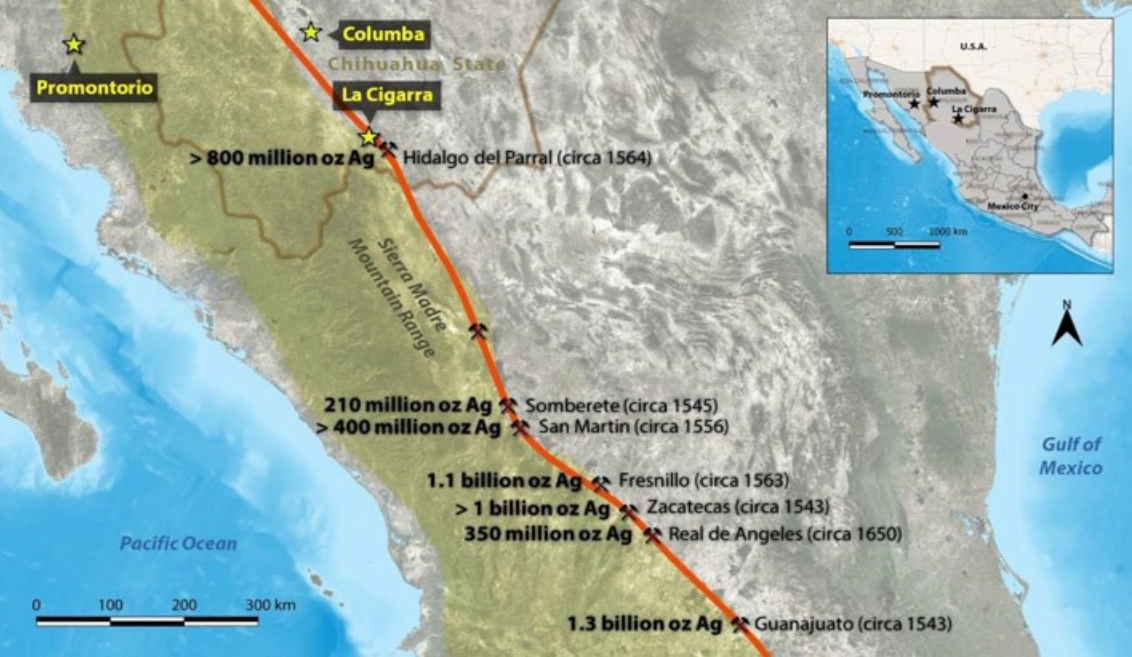 Columba
Chihuahua State
Promontorio
La Cigarra
> 800 million oz Ag Hidalgo del Parral (circa 1564)
Sierra Madre
Mountain Range
210 million oz Ag Somberete (circa 1545)
> 400 million oz Ag San Martin (circa 1556)
1.1 billion oz Ag Fresnillo (circa 1563)
> 1 billion oz Ag Zacatecas (circa 1543)
350 million oz Ag Real de Angeles (circa 1650)
1.3 billion oz Ag Guanajuato (circa 1543)
Pacific Ocean
0 100 200 300 km
Gulf of
Mexico
N
U.S.A.
Promontorio Columba
La Cigarra
Mexico City
0 500 1000 km